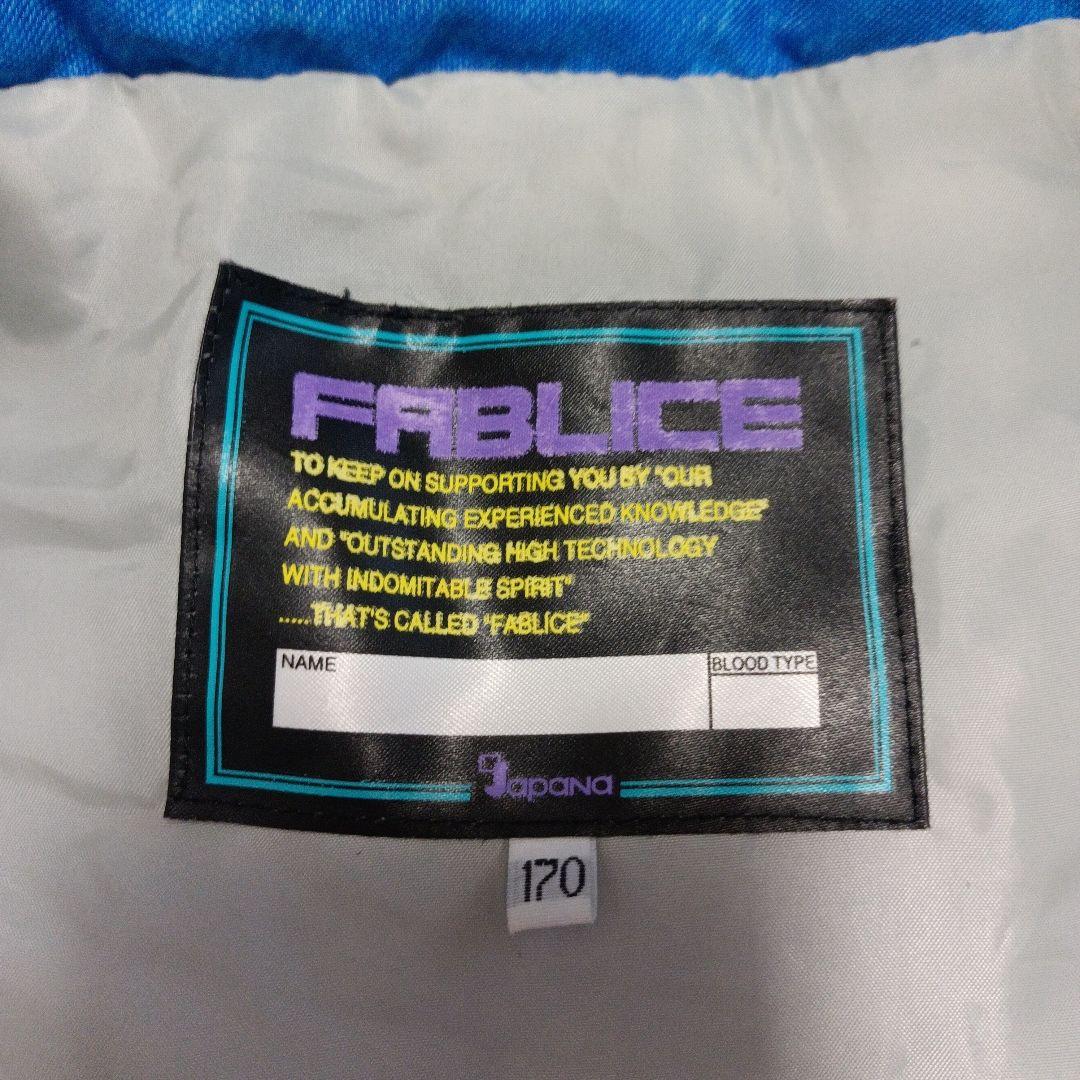 FABLICE
TO KEEP ON SUPPORTING YOU BY "OUR
ACCUMULATING EXPERIENCED KNOWLEDGE"
AND "OUTSTANDING HIGH TECHNOLOGY
WITH INDOMITABLE SPIRIT"
.....THAT'S CALLED "FABLICE"
NAME
BLOOD TYPE
Japana
170